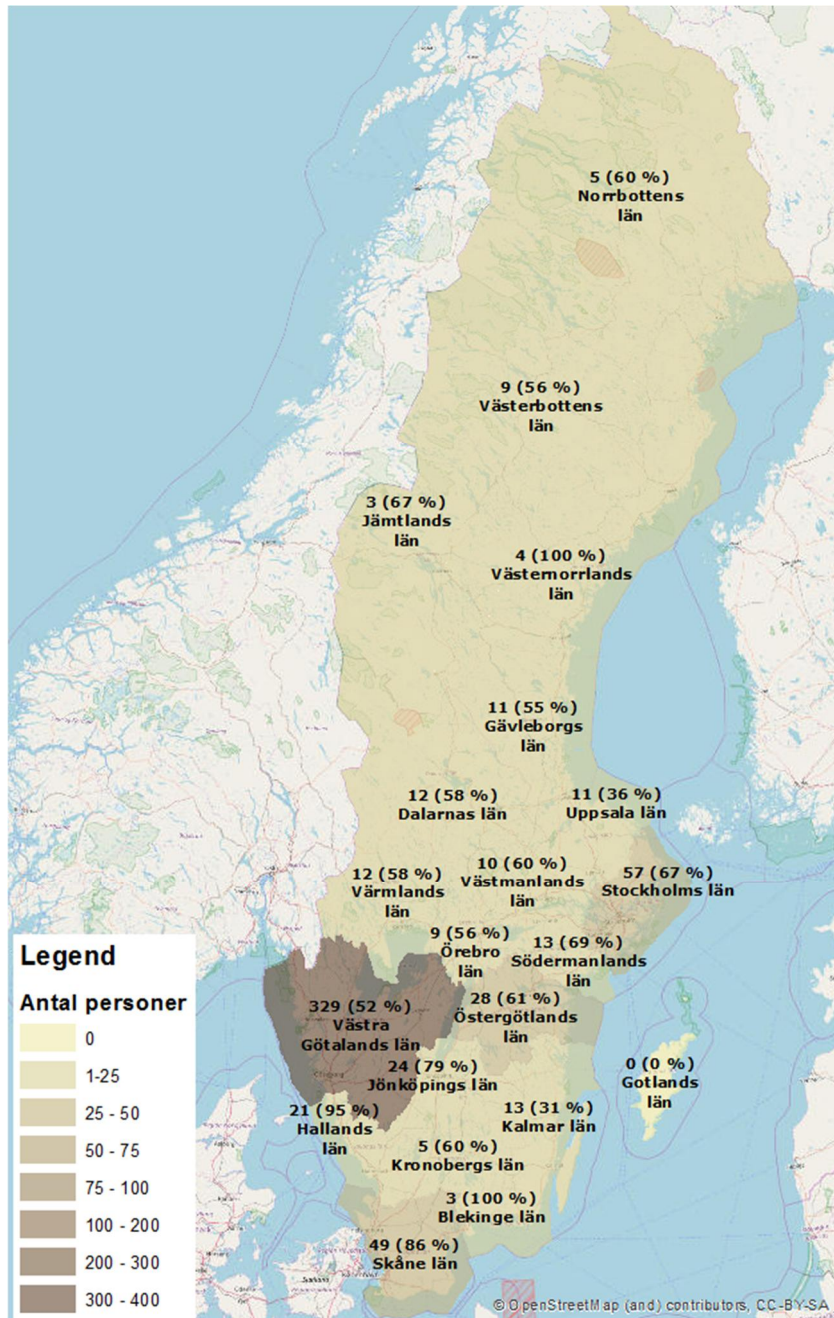 5 (60 %)
Norrbottens
län
9 (56 %)
Västerbottens
län
3 (67 %)
Jämtlands
län
4 (100 %)
Västernorrlands
län
11 (55 %)
Gävleborgs
län
12 (58 %)
Dalarnas län
11 (36 %)
Uppsala län
12 (58 %)
Värmlands
län
10 (60 %)
Västmanlands
län
57 (67 %)
Stockholms län
9 (56 %)
Örebro
län
13 (69 %)
Södermanlands
län
329 (52 %)
Västra
Götalands län
28 (61 %)
Östergötlands
län
24 (79 %)
Jönköpings län
0 (0 %)
Gotlands
län
21 (95 %)
Hallands
län
13 (31 %)
Kalmar län
5 (60 %)
Kronobergs län
3 (100 %)
Blekinge län
49 (86 %)
Skåne län
Legend
Antal personer
0
1-25
25 - 50
50 - 75
75 - 100
100 - 200
200 - 300
300 - 400
© OpenStreetMap (and) contributors, CC-BY-SA